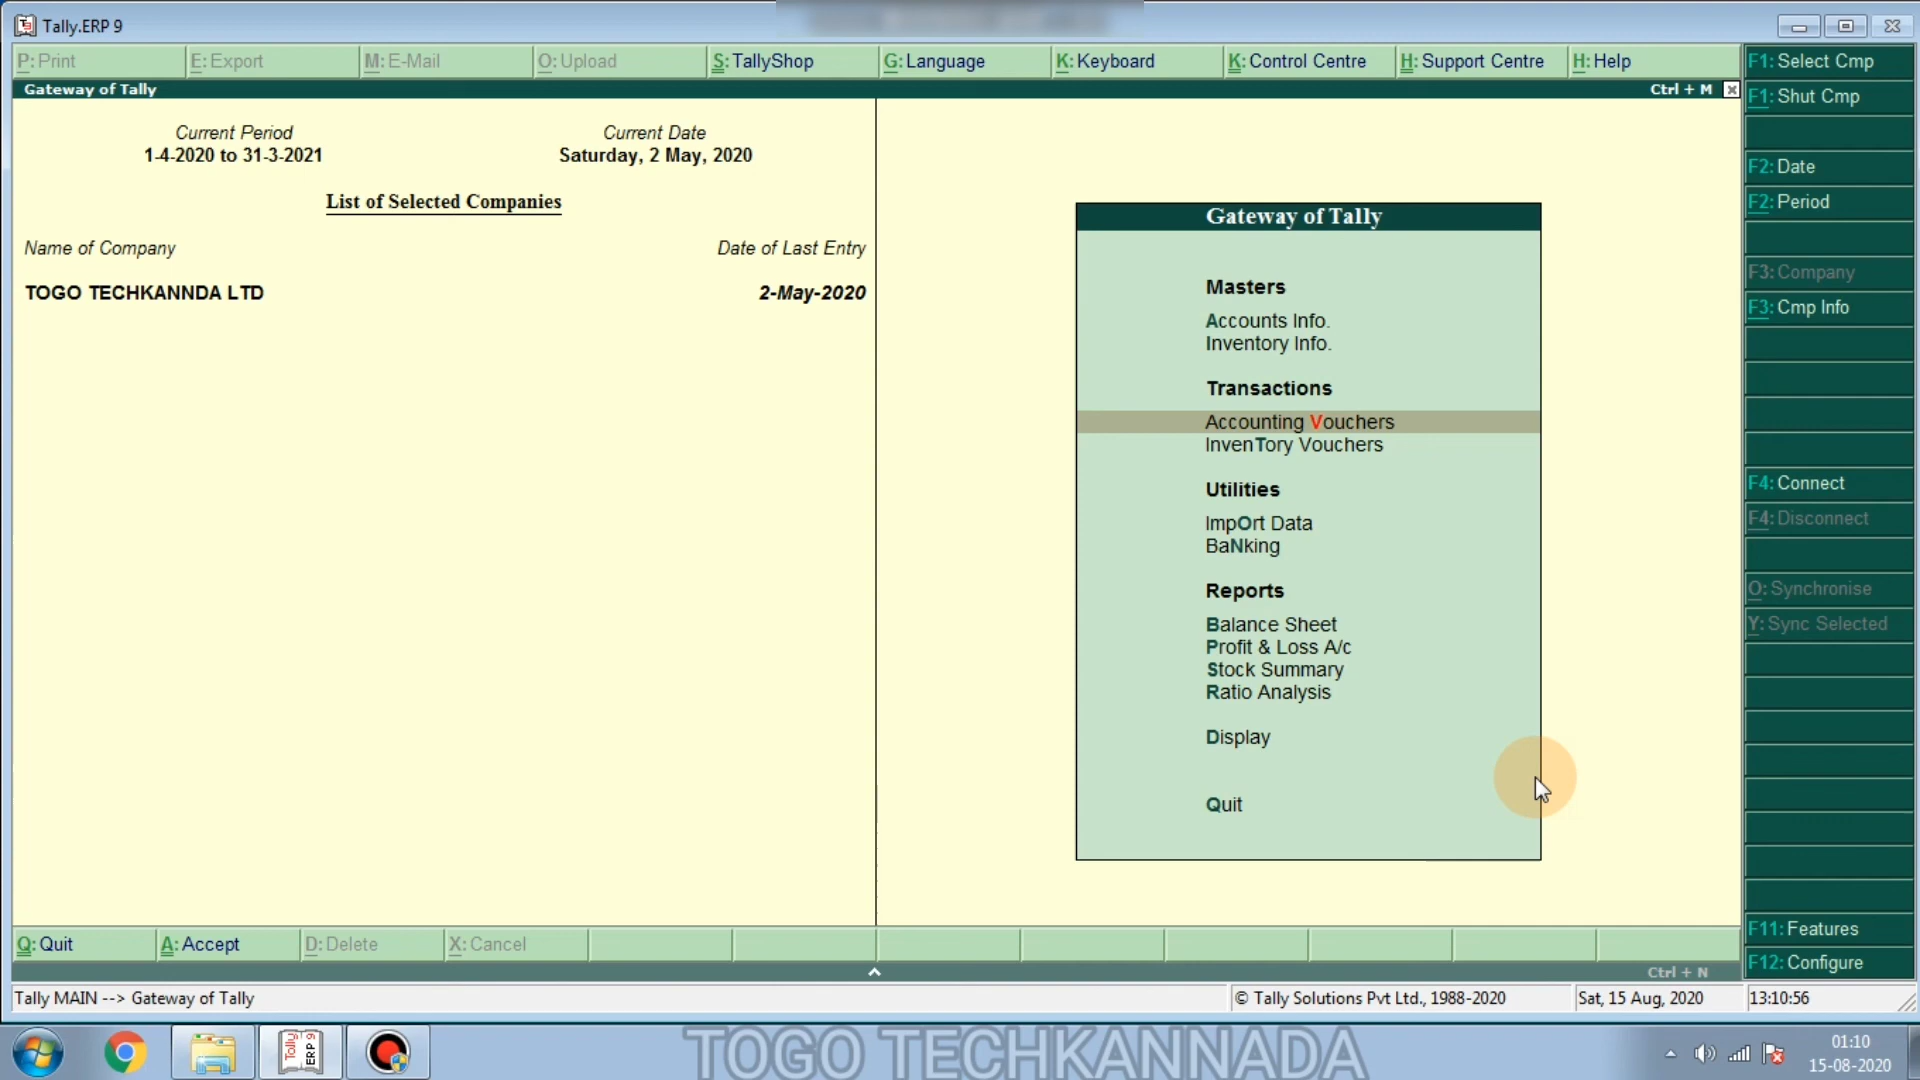 Tally.ERP 9
P: Print
E: Export
M: E-Mail
O: Upload
S: TallyShop
G: Language
K: Keyboard
K: Control Centre
H: Support Centre
H: Help
Gateway of Tally
Ctrl + M
Current Period
1-4-2020 to 31-3-2021
Current Date
Saturday, 2 May, 2020
List of Selected Companies
Name of Company
Date of Last Entry
TOGO TECHKANNDA LTD
2-May-2020
Gateway of Tally
Masters
Accounts Info.
Inventory Info.
Transactions
Accounting Vouchers
InvenTory Vouchers
Utilities
ImpOrt Data
BaNking
Reports
Balance Sheet
Profit & Loss A/c
Stock Summary
Ratio Analysis
Display
Quit
F1: Select Cmp
F1: Shut Cmp
F2: Date
F2: Period
F3: Company
F3: Cmp Info
F4: Connect
F4: Disconnect
O: Synchronise
Y: Sync Selected
F11: Features
F12: Configure
Q: Quit
A: Accept
D: Delete
X: Cancel
Ctrl + N
Tally MAIN --> Gateway of Tally
© Tally Solutions Pvt Ltd., 1988-2020
Sat, 15 Aug, 2020
13:10:56
Tally
ERP 9
TOGO TECHKANNADA
01:10
15-08-2020